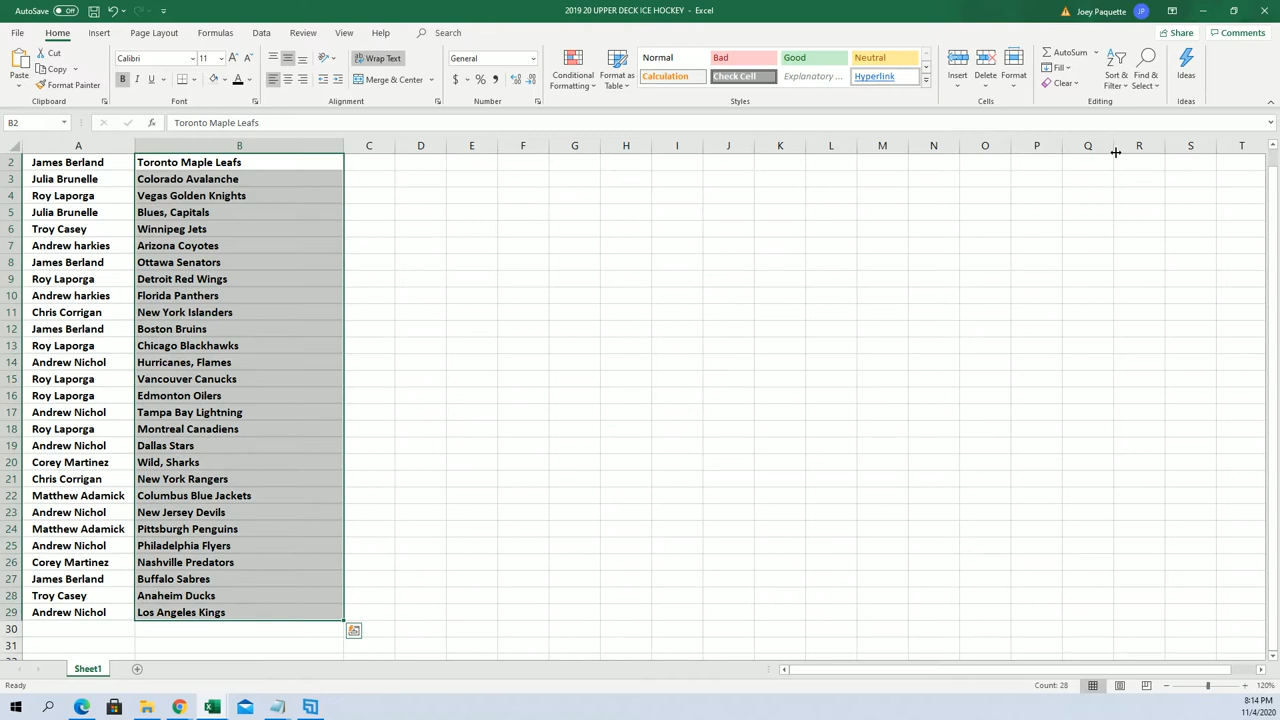 AutoSave Off 2019 20 UPPER DECK ICE HOCKEY - Excel Joey Paquette JP
File Home Insert Page Layout Formulas Data Review View Help Search Share Comments
Paste Cut Copy Format Painter Clipboard
Calibri 11 B I U A A Font
Wrap Text Merge & Center Alignment
General $ % , Number
Conditional Formatting Format as Table
Normal Bad Good Neutral
Calculation Check Cell Explanatory ... Hyperlink
Styles
Insert Delete Format Cells
AutoSum Fill Clear Sort & Filter Find & Select Editing
Ideas Ideas
B2 fx Toronto Maple Leafs
A B C D E F G H I J K L M N O P Q R S T
2 James Berland Toronto Maple Leafs
3 Julia Brunelle Colorado Avalanche
4 Roy Laporga Vegas Golden Knights
5 Julia Brunelle Blues, Capitals
6 Troy Casey Winnipeg Jets
7 Andrew harkies Arizona Coyotes
8 James Berland Ottawa Senators
9 Roy Laporga Detroit Red Wings
10 Andrew harkies Florida Panthers
11 Chris Corrigan New York Islanders
12 James Berland Boston Bruins
13 Roy Laporga Chicago Blackhawks
14 Andrew Nichol Hurricanes, Flames
15 Roy Laporga Vancouver Canucks
16 Roy Laporga Edmonton Oilers
17 Andrew Nichol Tampa Bay Lightning
18 Roy Laporga Montreal Canadiens
19 Andrew Nichol Dallas Stars
20 Corey Martinez Wild, Sharks
21 Chris Corrigan New York Rangers
22 Matthew Adamick Columbus Blue Jackets
23 Andrew Nichol New Jersey Devils
24 Matthew Adamick Pittsburgh Penguins
25 Andrew Nichol Philadelphia Flyers
26 Corey Martinez Nashville Predators
27 James Berland Buffalo Sabres
28 Troy Casey Anaheim Ducks
29 Andrew Nichol Los Angeles Kings
30
31
Sheet1
Ready Count: 28 120%
8:14 PM
11/4/2020